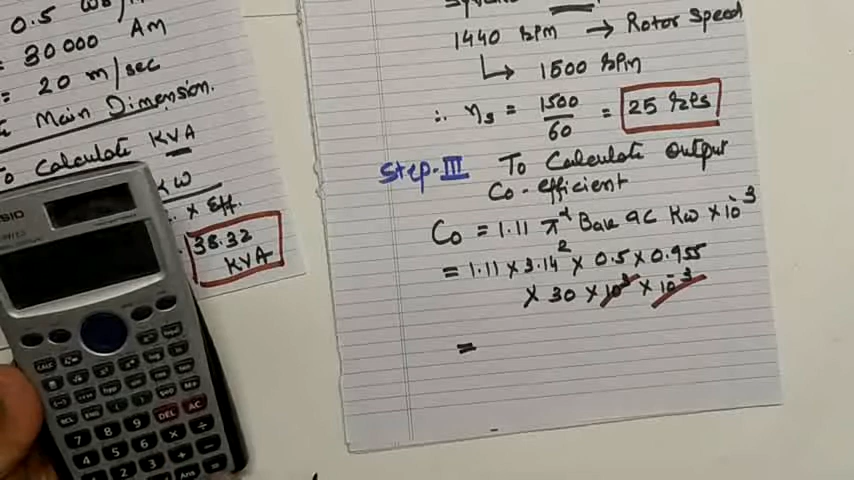 0.5 Wb/
= 30000 AM
= 20 m/sec
Main Dimension.
To Calculate KVA
KW
x Eff.
38.32
KVA
1440 rpm → Rotor Speed
1500 rpm
∴ ηs = 1500/60 = 25 rps
Step-III To Calculate output
Co-efficient
Co = 1.11 π² Bav ac Kw × 10⁻³
= 1.11 × 3.14² × 0.5 × 0.955
× 30 × 10³ × 10⁻³
=